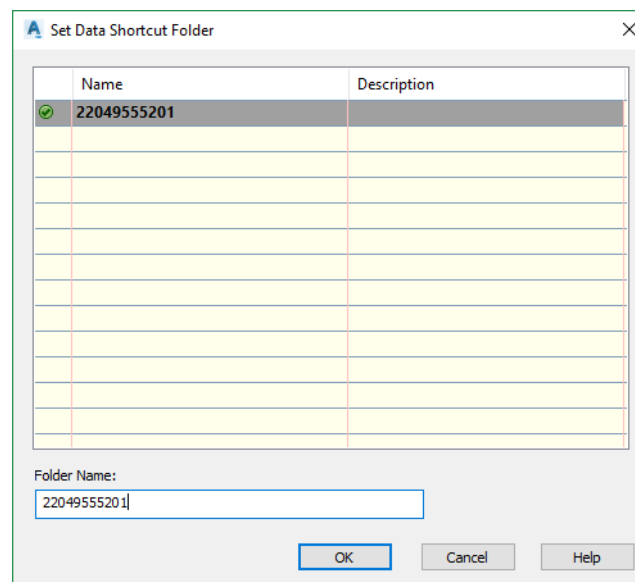 Set Data Shortcut Folder
Name Description
22049555201
Folder Name:
22049555201
OK Cancel Help